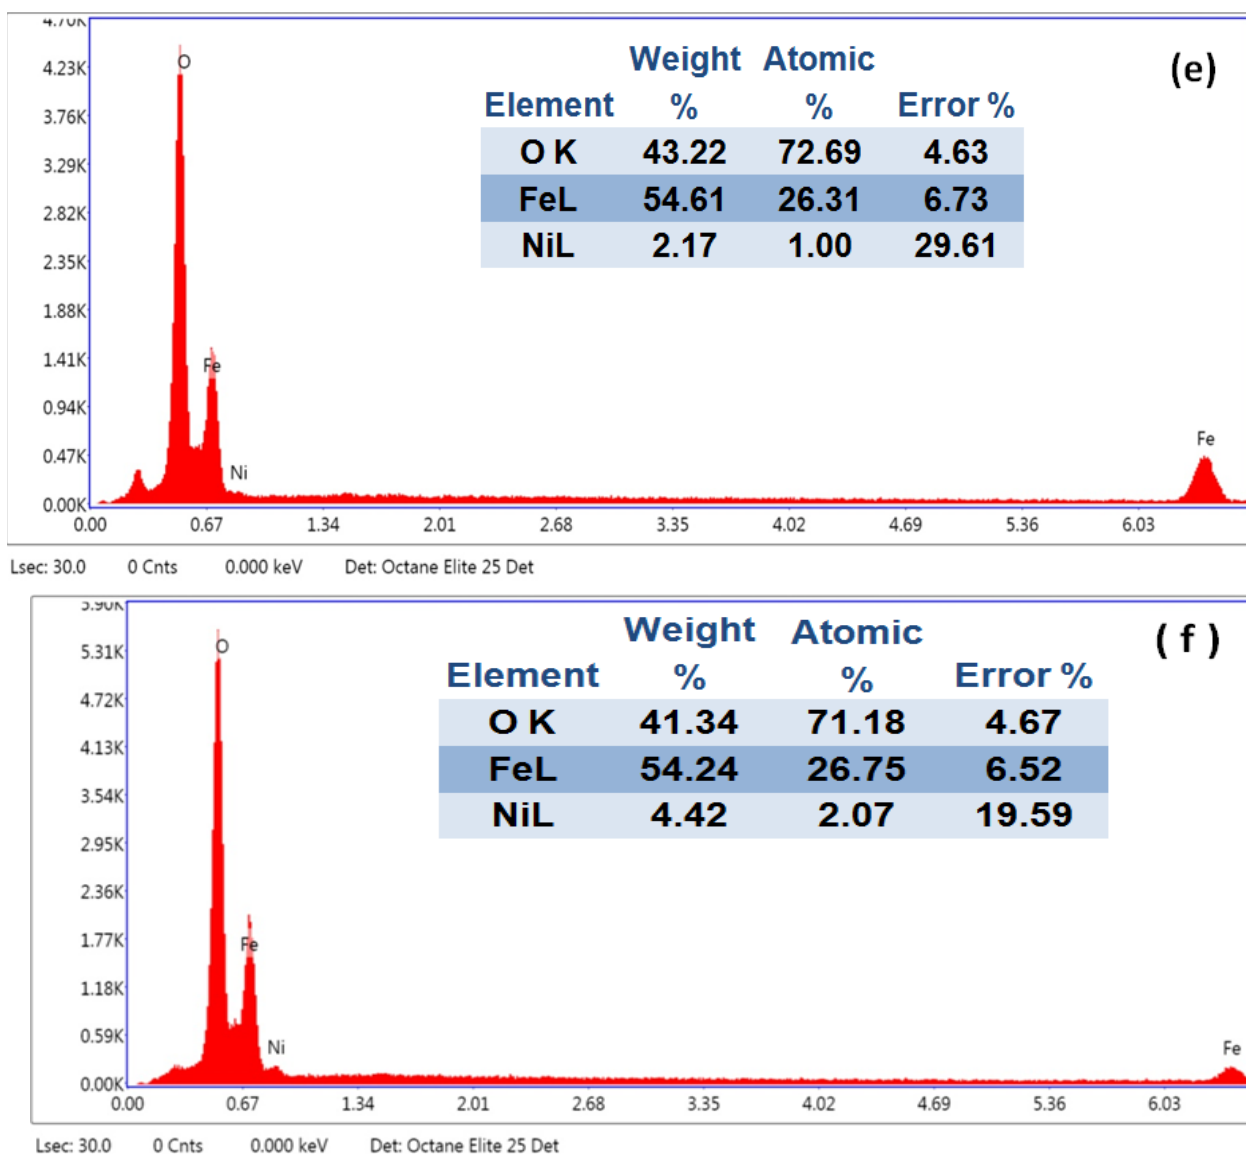 4.70K
(e)
Weight Atomic
Element % % Error %
O K 43.22 72.69 4.63
FeL 54.61 26.31 6.73
NiL 2.17 1.00 29.61
O
4.23K
3.76K
3.29K
2.82K
2.35K
1.88K
1.41K
Fe
0.94K
0.47K
Ni
Fe
0.00K
0.00 0.67 1.34 2.01 2.68 3.35 4.02 4.69 5.36 6.03
Lsec: 30.0 0 Cnts 0.000 keV Det: Octane Elite 25 Det
5.90K
( f )
Weight Atomic
Element % % Error %
O K 41.34 71.18 4.67
FeL 54.24 26.75 6.52
NiL 4.42 2.07 19.59
O
5.31K
4.72K
4.13K
3.54K
2.95K
2.36K
1.77K
Fe
1.18K
0.59K
Ni
Fe
0.00K
0.00 0.67 1.34 2.01 2.68 3.35 4.02 4.69 5.36 6.03
Lsec: 30.0 0 Cnts 0.000 keV Det: Octane Elite 25 Det